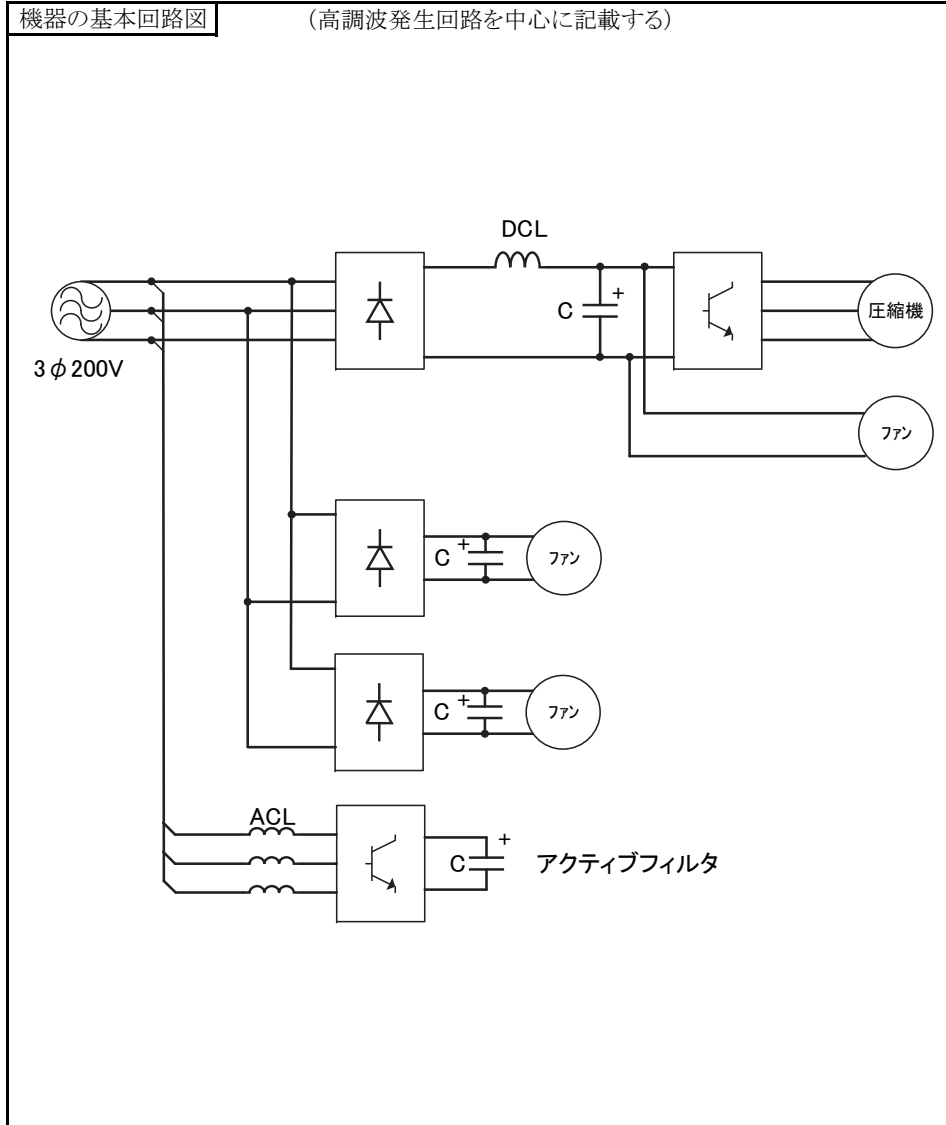 機器の基本回路図 (高調波発生回路を中心に記載する)
DCL
C +
圧縮機
3φ200V
ファン
C + ファン
C + ファン
ACL
C + アクティブフィルタ